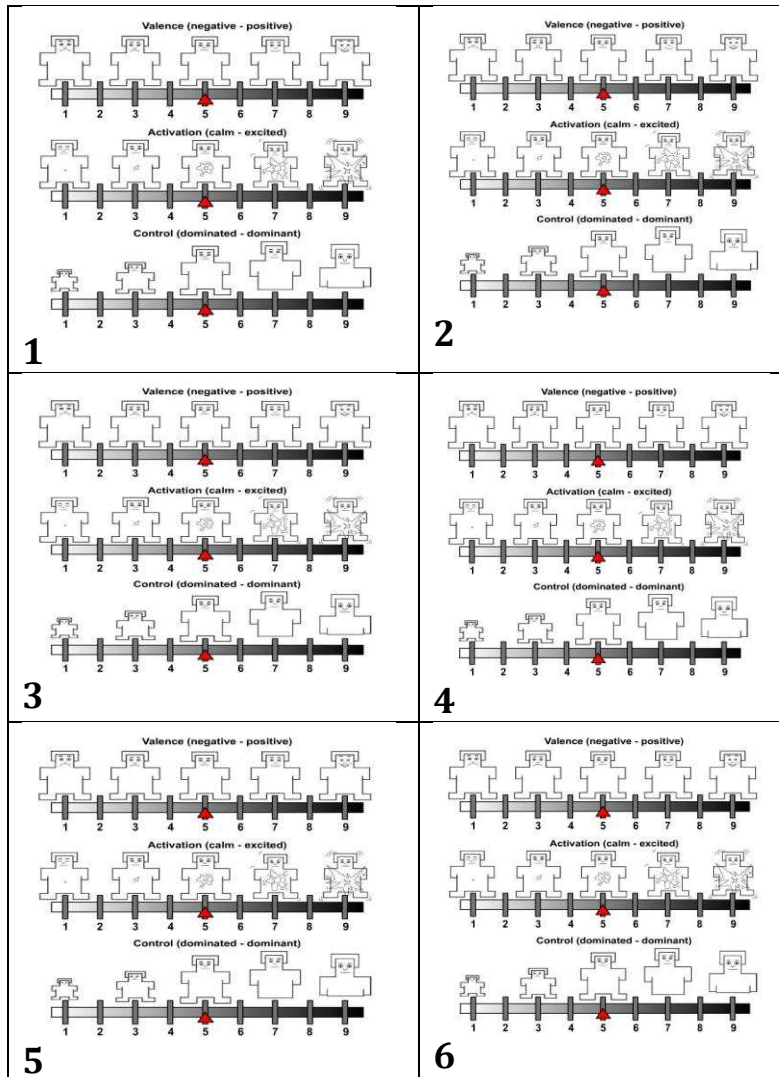 Valence (negative - positive)
1 2 3 4 5 6 7 8 9
Activation (calm - excited)
1 2 3 4 5 6 7 8 9
Control (dominated - dominant)
1 2 3 4 5 6 7 8 9
1
Valence (negative - positive)
1 2 3 4 5 6 7 8 9
Activation (calm - excited)
1 2 3 4 5 6 7 8 9
Control (dominated - dominant)
1 2 3 4 5 6 7 8 9
2
Valence (negative - positive)
1 2 3 4 5 6 7 8 9
Activation (calm - excited)
1 2 3 4 5 6 7 8 9
Control (dominated - dominant)
1 2 3 4 5 6 7 8 9
3
Valence (negative - positive)
1 2 3 4 5 6 7 8 9
Activation (calm - excited)
1 2 3 4 5 6 7 8 9
Control (dominated - dominant)
1 2 3 4 5 6 7 8 9
4
Valence (negative - positive)
1 2 3 4 5 6 7 8 9
Activation (calm - excited)
1 2 3 4 5 6 7 8 9
Control (dominated - dominant)
1 2 3 4 5 6 7 8 9
5
Valence (negative - positive)
1 2 3 4 5 6 7 8 9
Activation (calm - excited)
1 2 3 4 5 6 7 8 9
Control (dominated - dominant)
1 2 3 4 5 6 7 8 9
6